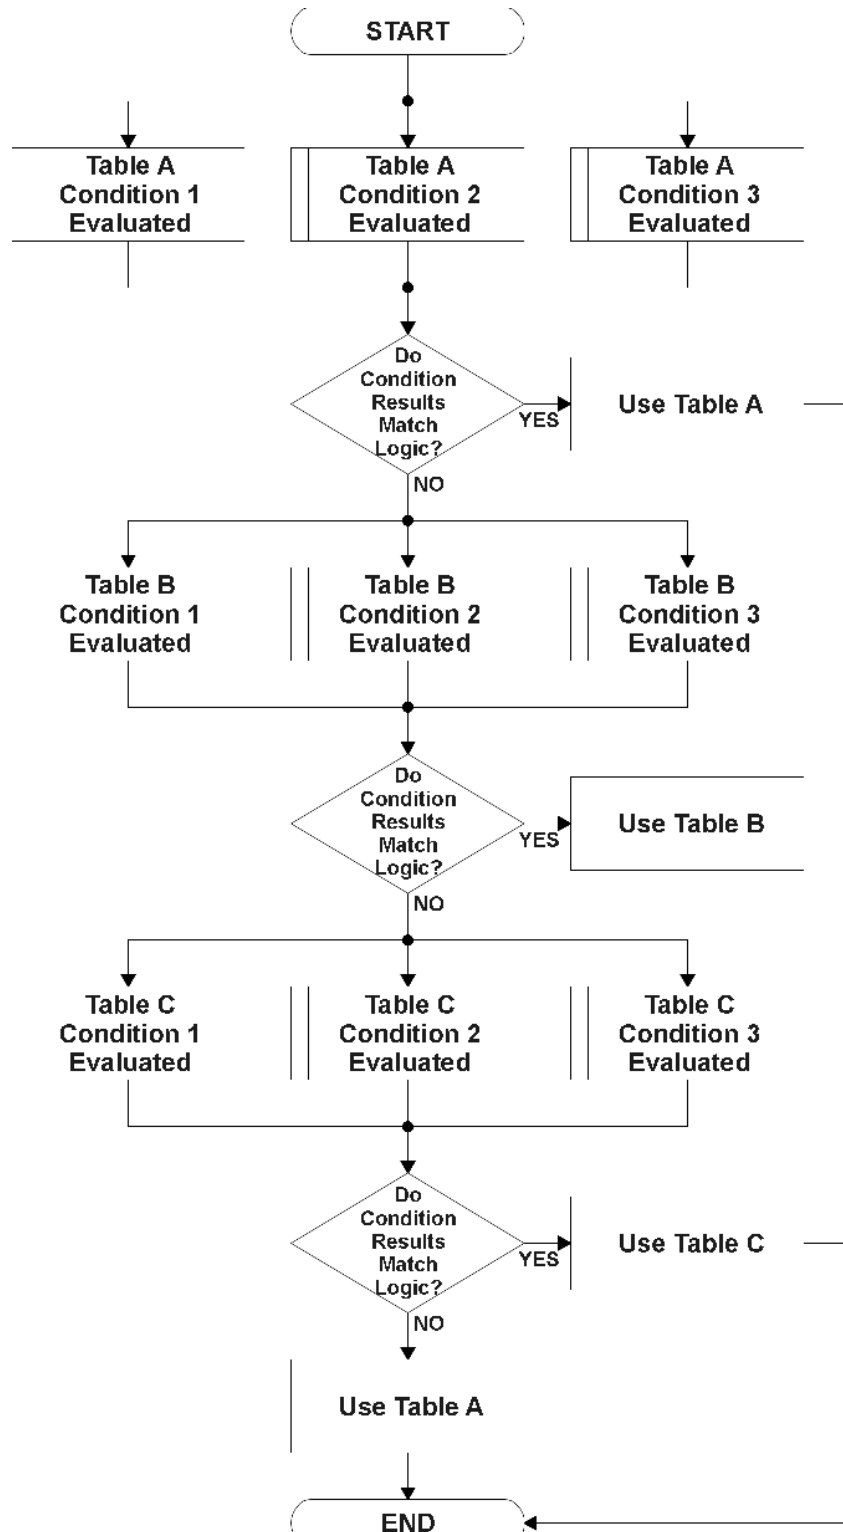 START
Table A
Condition 1
Evaluated
Table A
Condition 2
Evaluated
Table A
Condition 3
Evaluated
Do
Condition
Results
Match
Logic?
YES
Use Table A
NO
Table B
Condition 1
Evaluated
Table B
Condition 2
Evaluated
Table B
Condition 3
Evaluated
Do
Condition
Results
Match
Logic?
YES
Use Table B
NO
Table C
Condition 1
Evaluated
Table C
Condition 2
Evaluated
Table C
Condition 3
Evaluated
Do
Condition
Results
Match
Logic?
YES
Use Table C
NO
Use Table A
END